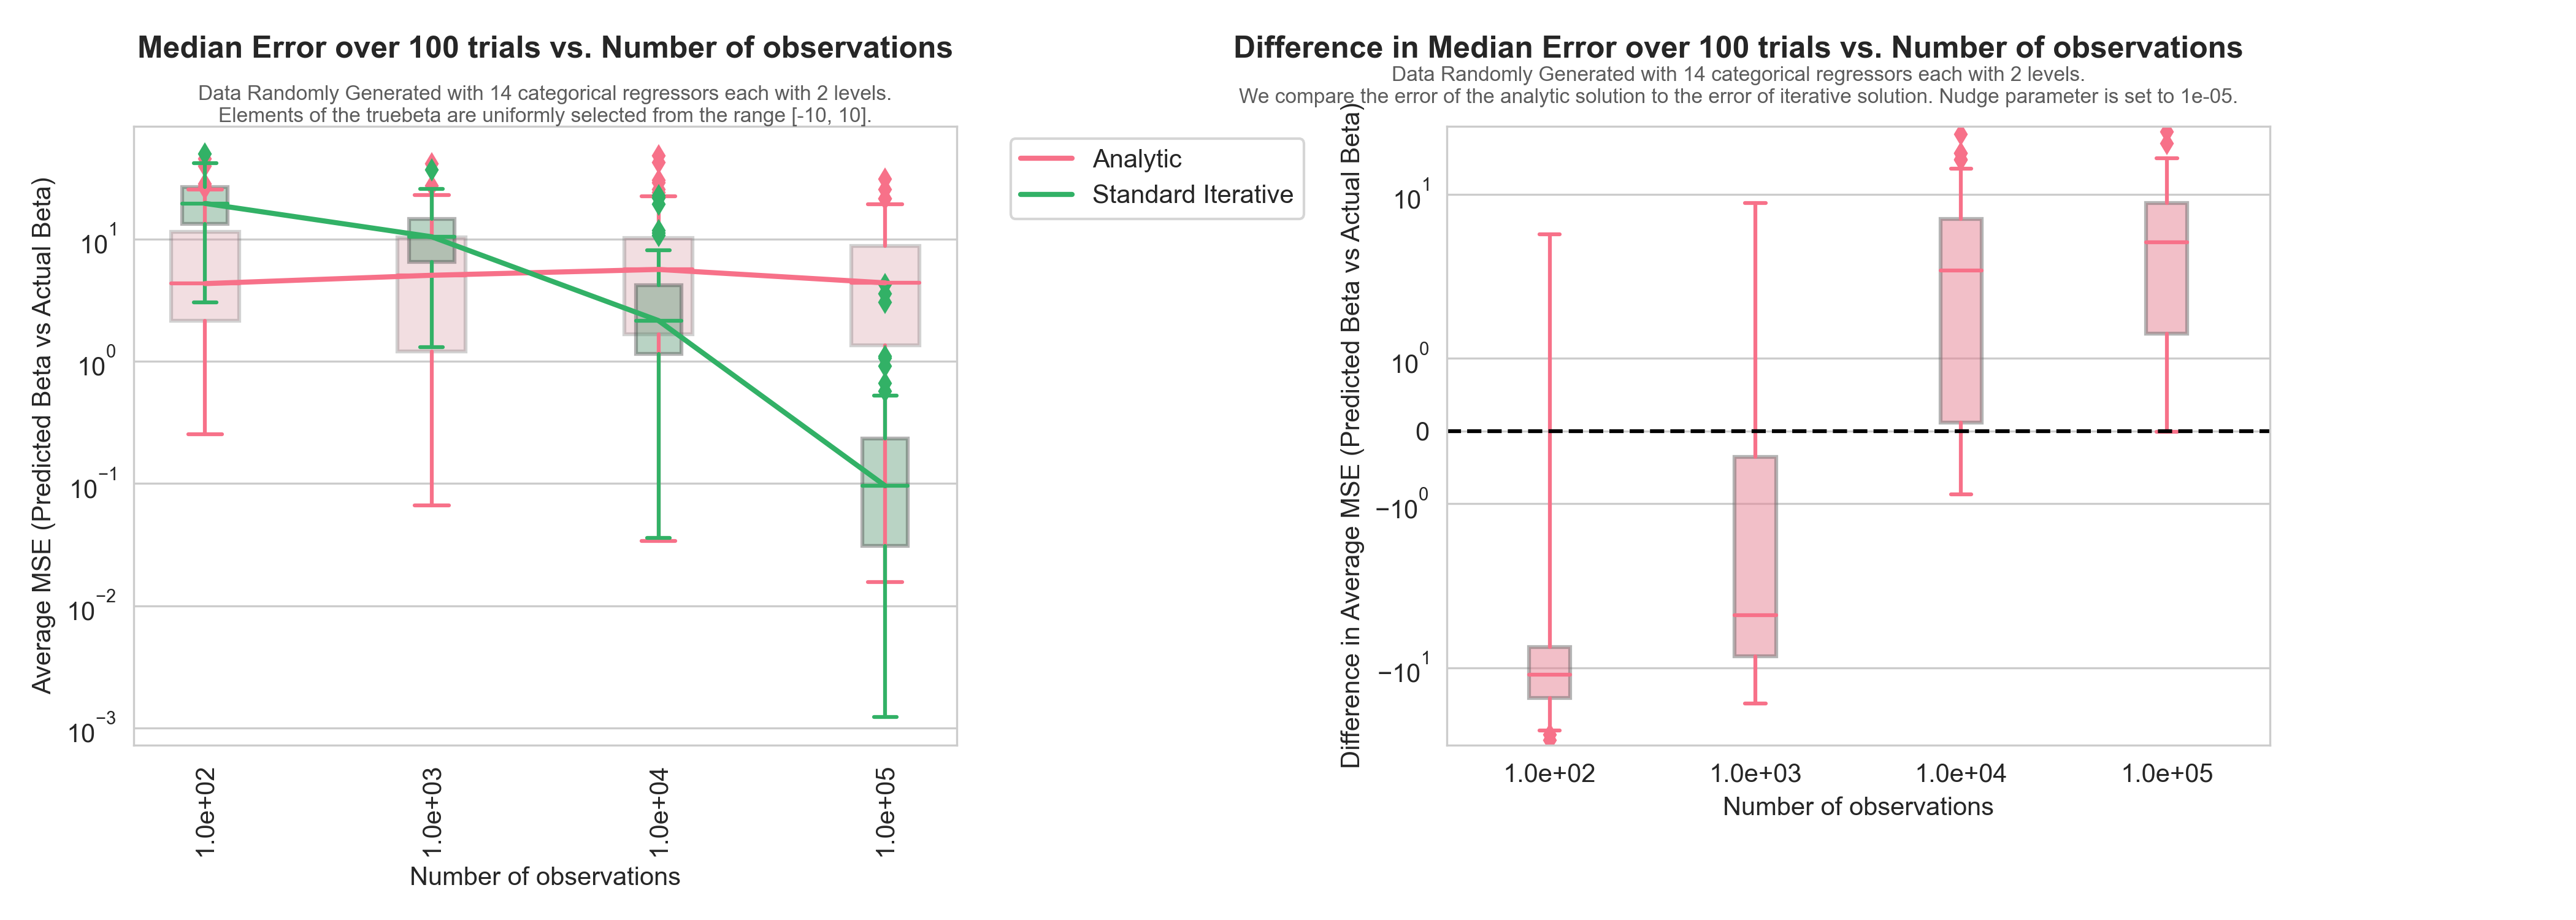 Median Error over 100 trials vs. Number of observations
Data Randomly Generated with 14 categorical regressors each with 2 levels.
Elements of the truebeta are uniformly selected from the range [-10, 10].
Average MSE (Predicted Beta vs Actual Beta)
10^1
10^0
10^−1
10^−2
10^−3
1.0e+02
1.0e+03
1.0e+04
1.0e+05
Number of observations
Analytic
Standard Iterative
Difference in Median Error over 100 trials vs. Number of observations
Data Randomly Generated with 14 categorical regressors each with 2 levels.
We compare the error of the analytic solution to the error of iterative solution. Nudge parameter is set to 1e-05.
Difference in Average MSE (Predicted Beta vs Actual Beta)
10^1
10^0
0
−10^0
−10^1
1.0e+02
1.0e+03
1.0e+04
1.0e+05
Number of observations